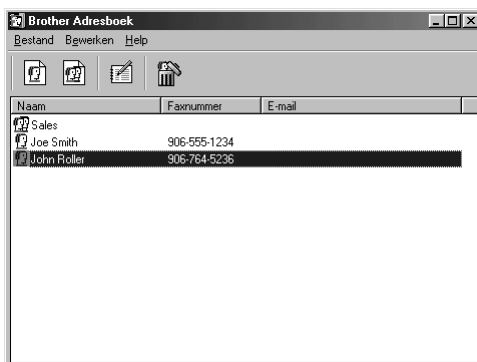 Brother Adresboek
Bestand Bewerken Help
Naam Faxnummer E-mail
Sales
Joe Smith 906-555-1234
John Roller 906-764-5236